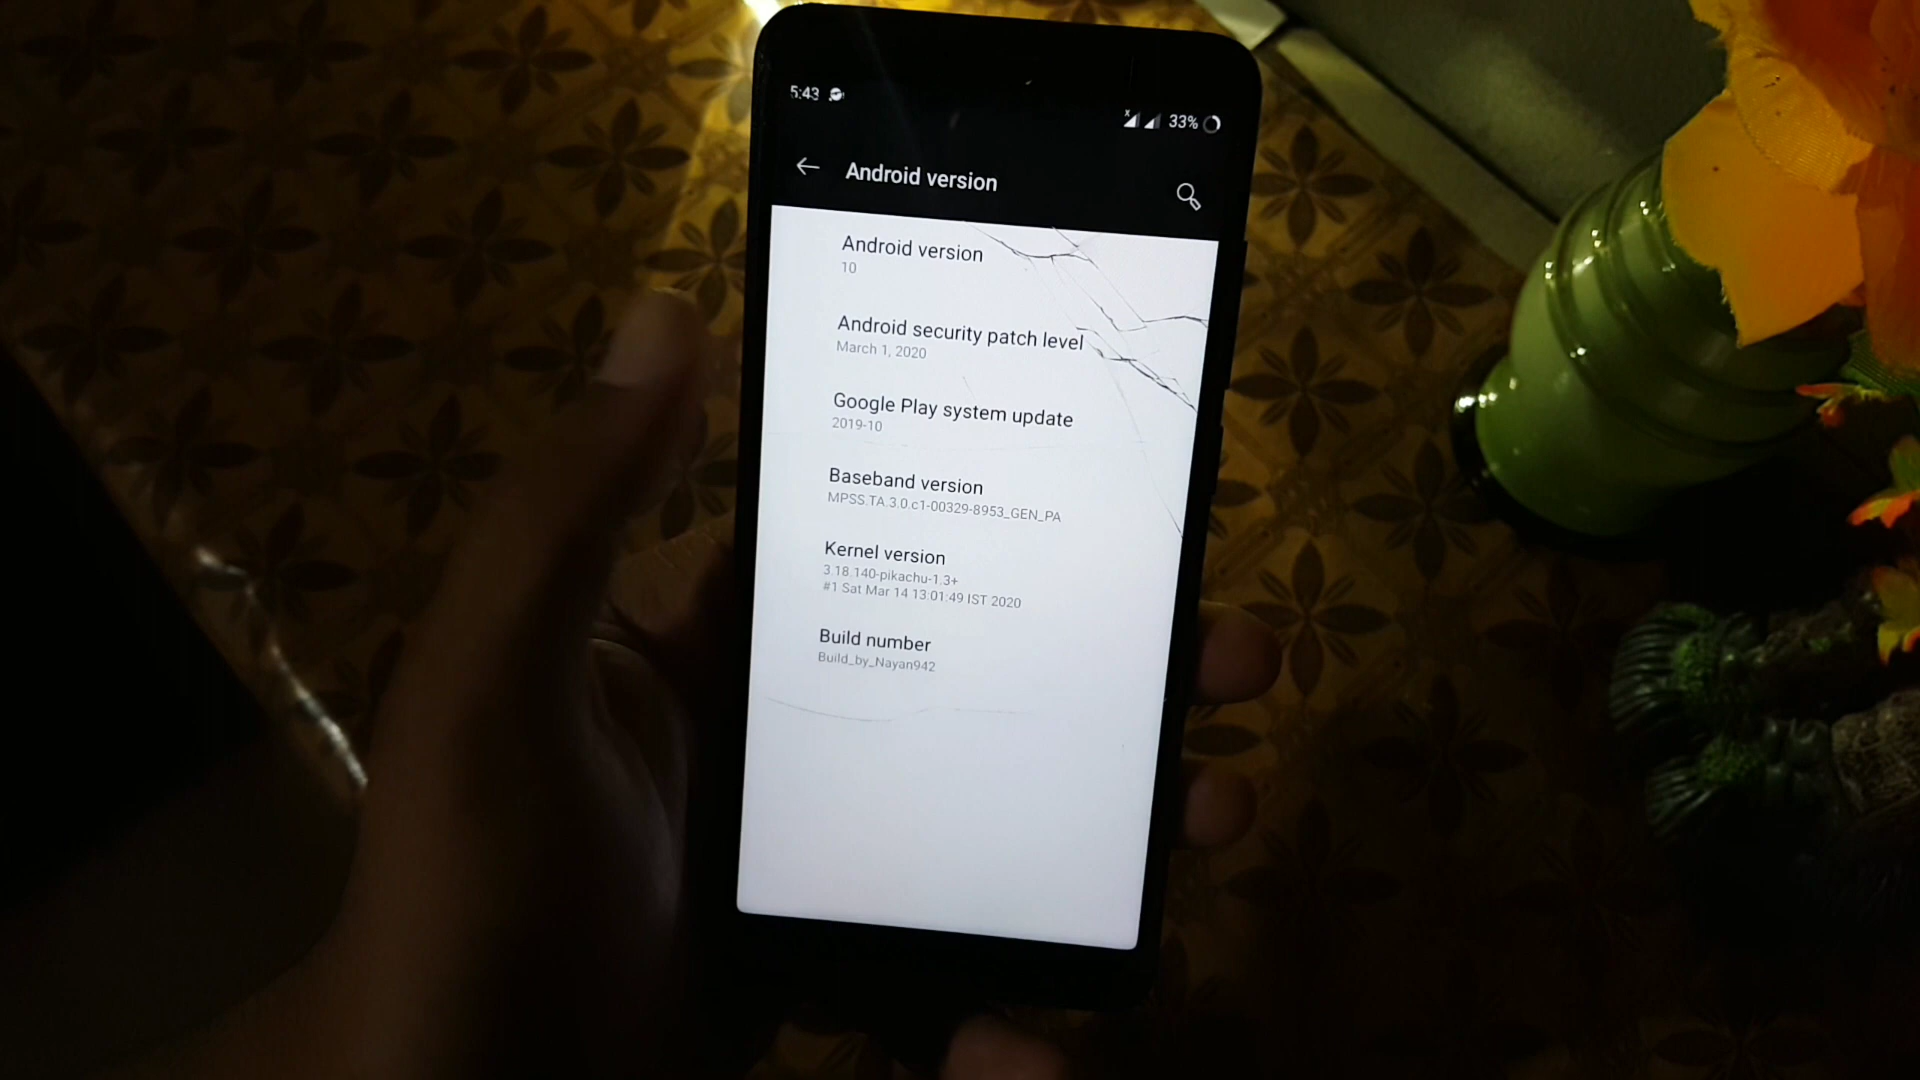 5:43
33%
Android version
Android version
10
Android security patch level
March 1, 2020
Google Play system update
2019-10
Baseband version
MPSS.TA.3.0.c1-00329-8953_GEN_PA
Kernel version
3.18.140-pikachu-1.3+
#1 Sat Mar 14 13:01:49 IST 2020
Build number
Build_by_Nayan942